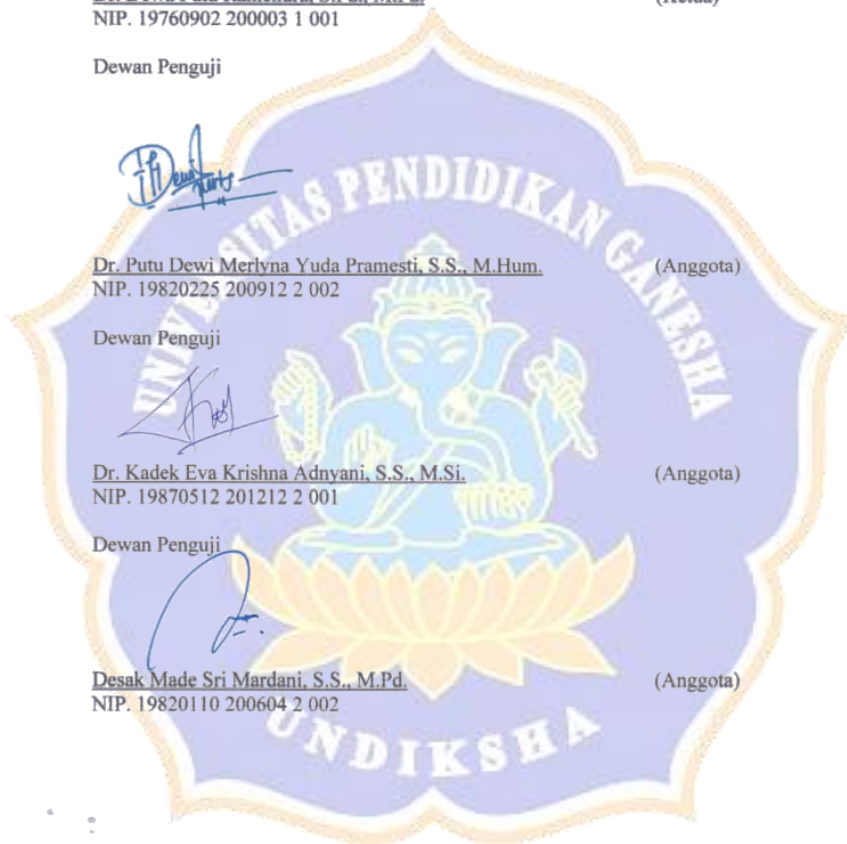 NIP. 19760902 200003 1 001
Dewan Penguji
UNIVERSITAS PENDIDIKAN GANESHA
Dr. Putu Dewi Merlyna Yuda Pramesti, S.S., M.Hum. (Anggota)
NIP. 19820225 200912 2 002
Dewan Penguji
Dr. Kadek Eva Krishna Adnyani, S.S., M.Si. (Anggota)
NIP. 19870512 201212 2 001
Dewan Penguji
Desak Made Sri Mardani, S.S., M.Pd. (Anggota)
NIP. 19820110 200604 2 002
UNDIKSHA